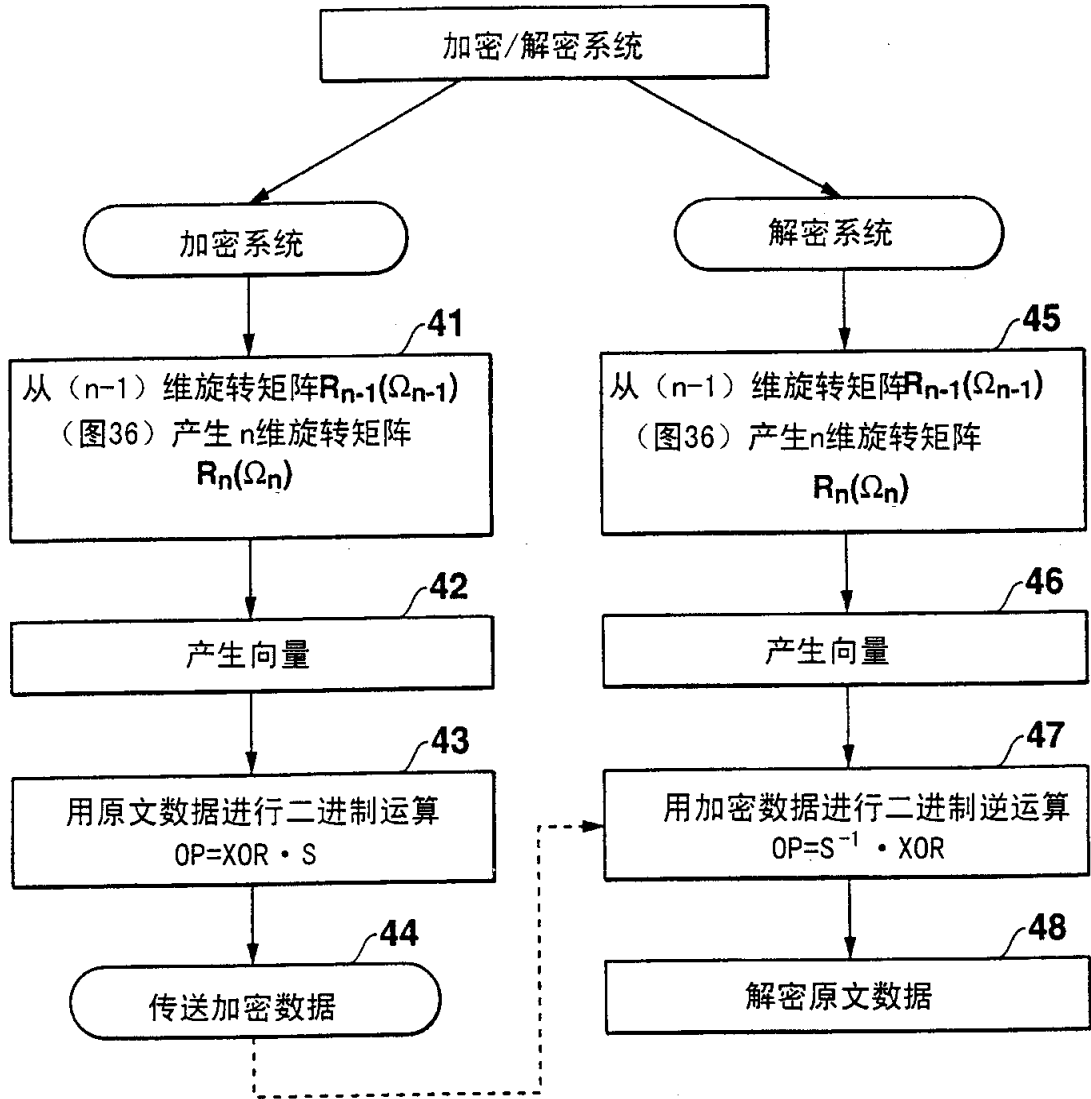 加密/解密系统
加密系统
41
从（n-1）维旋转矩阵Rn-1(Ωn-1)
（图36）产生 n维旋转矩阵
Rn(Ωn)
42
产生向量
43
用原文数据进行二进制运算
OP=XOR・S
44
传送加密数据
解密系统
45
从（n-1）维旋转矩阵Rn-1(Ωn-1)
（图36）产生n维旋转矩阵
Rn(Ωn)
46
产生向量
47
用加密数据进行二进制逆运算
OP=S⁻¹・XOR
48
解密原文数据